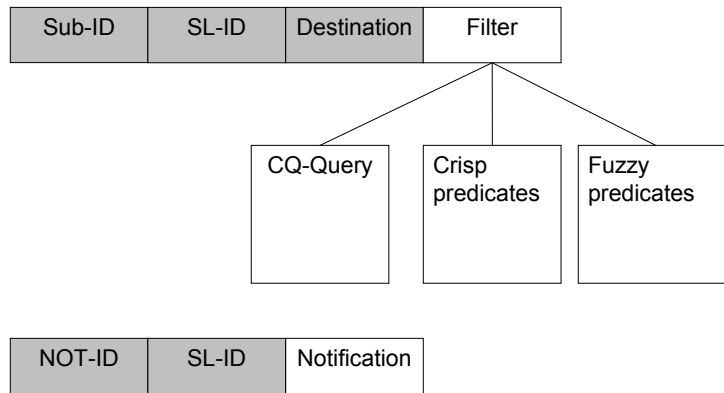 Sub-ID SL-ID Destination Filter
CQ-Query Crisp Fuzzy
predicates predicates
NOT-ID SL-ID Notification